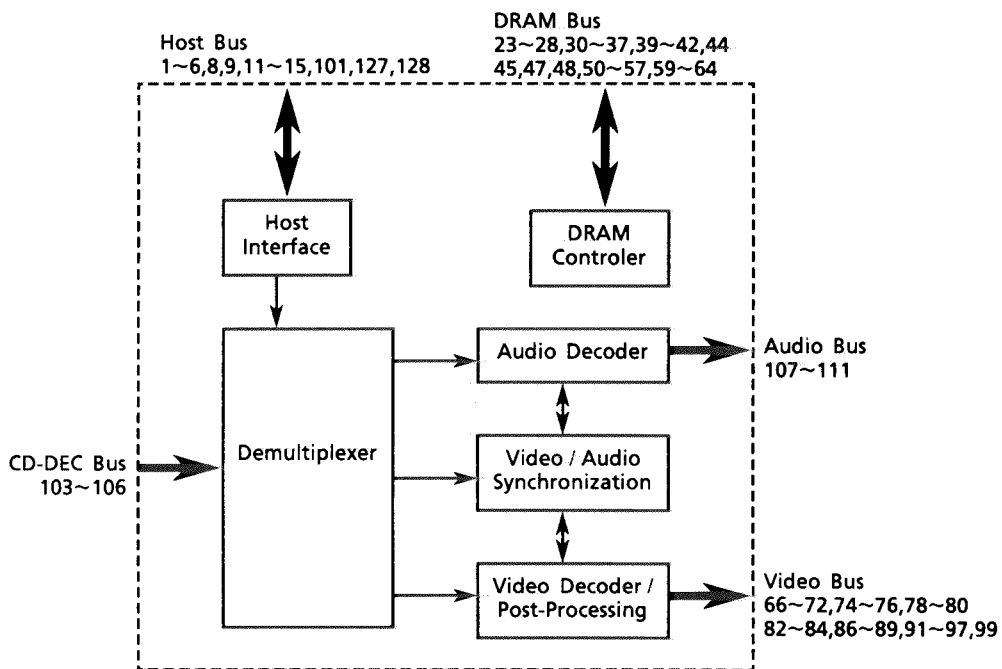 Host Bus
1~6,8,9,11~15,101,127,128
DRAM Bus
23~28,30~37,39~42,44
45,47,48,50~57,59~64
Host
Interface
DRAM
Controler
Demultiplexer
Audio Decoder
Audio Bus
107~111
CD-DEC Bus
103~106
Video / Audio
Synchronization
Video Decoder /
Post-Processing
Video Bus
66~72,74~76,78~80
82~84,86~89,91~97,99